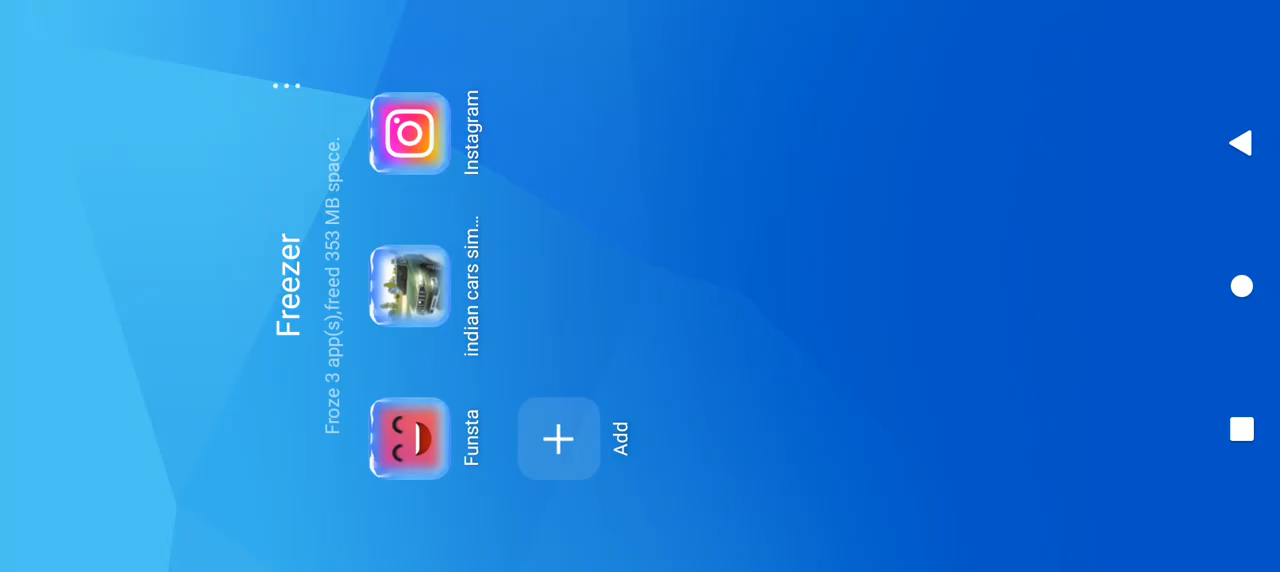 Freezer
Froze 3 app(s),freed 353 MB space.
Funsta
indian cars sim...
Instagram
Add